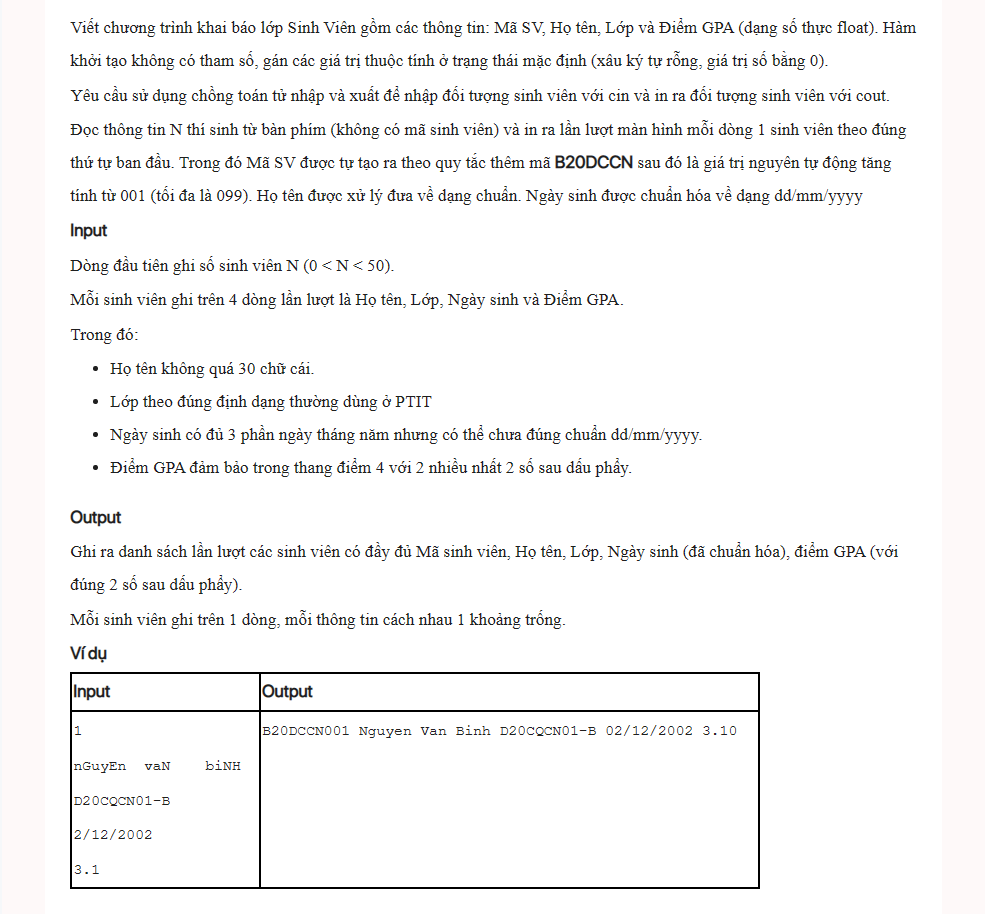 Viết chương trình khai báo lớp Sinh Viên gồm các thông tin: Mã SV, Họ tên, Lớp và Điểm GPA (dạng số thực float). Hàm
khởi tạo không có tham số, gán các giá trị thuộc tính ở trạng thái mặc định (xâu ký tự rỗng, giá trị số bằng 0).
Yêu cầu sử dụng chồng toán tử nhập và xuất để nhập đối tượng sinh viên với cin và in ra đối tượng sinh viên với cout.
Đọc thông tin N thí sinh từ bàn phím (không có mã sinh viên) và in ra lần lượt màn hình mỗi dòng 1 sinh viên theo đúng
thứ tự ban đầu. Trong đó Mã SV được tự tạo ra theo quy tắc thêm mã B20DCCN sau đó là giá trị nguyên tự động tăng
tính từ 001 (tối đa là 099). Họ tên được xử lý đưa về dạng chuẩn. Ngày sinh được chuẩn hóa về dạng dd/mm/yyyy
Input
Dòng đầu tiên ghi số sinh viên N (0 < N < 50).
Mỗi sinh viên ghi trên 4 dòng lần lượt là Họ tên, Lớp, Ngày sinh và Điểm GPA.
Trong đó:
• Họ tên không quá 30 chữ cái.
• Lớp theo đúng định dạng thường dùng ở PTIT
• Ngày sinh có đủ 3 phần ngày tháng năm nhưng có thể chưa đúng chuẩn dd/mm/yyyy.
• Điểm GPA đảm bảo trong thang điểm 4 với 2 nhiều nhất 2 số sau dấu phẩy.
Output
Ghi ra danh sách lần lượt các sinh viên có đầy đủ Mã sinh viên, Họ tên, Lớp, Ngày sinh (đã chuẩn hóa), điểm GPA (với
đúng 2 số sau dấu phẩy).
Mỗi sinh viên ghi trên 1 dòng, mỗi thông tin cách nhau 1 khoảng trống.
Ví dụ
Input Output
1 B20DCCN001 Nguyen Van Binh D20CQCN01-B 02/12/2002 3.10
nGuyEn vaN biNH
D20CQCN01-B
2/12/2002
3.1